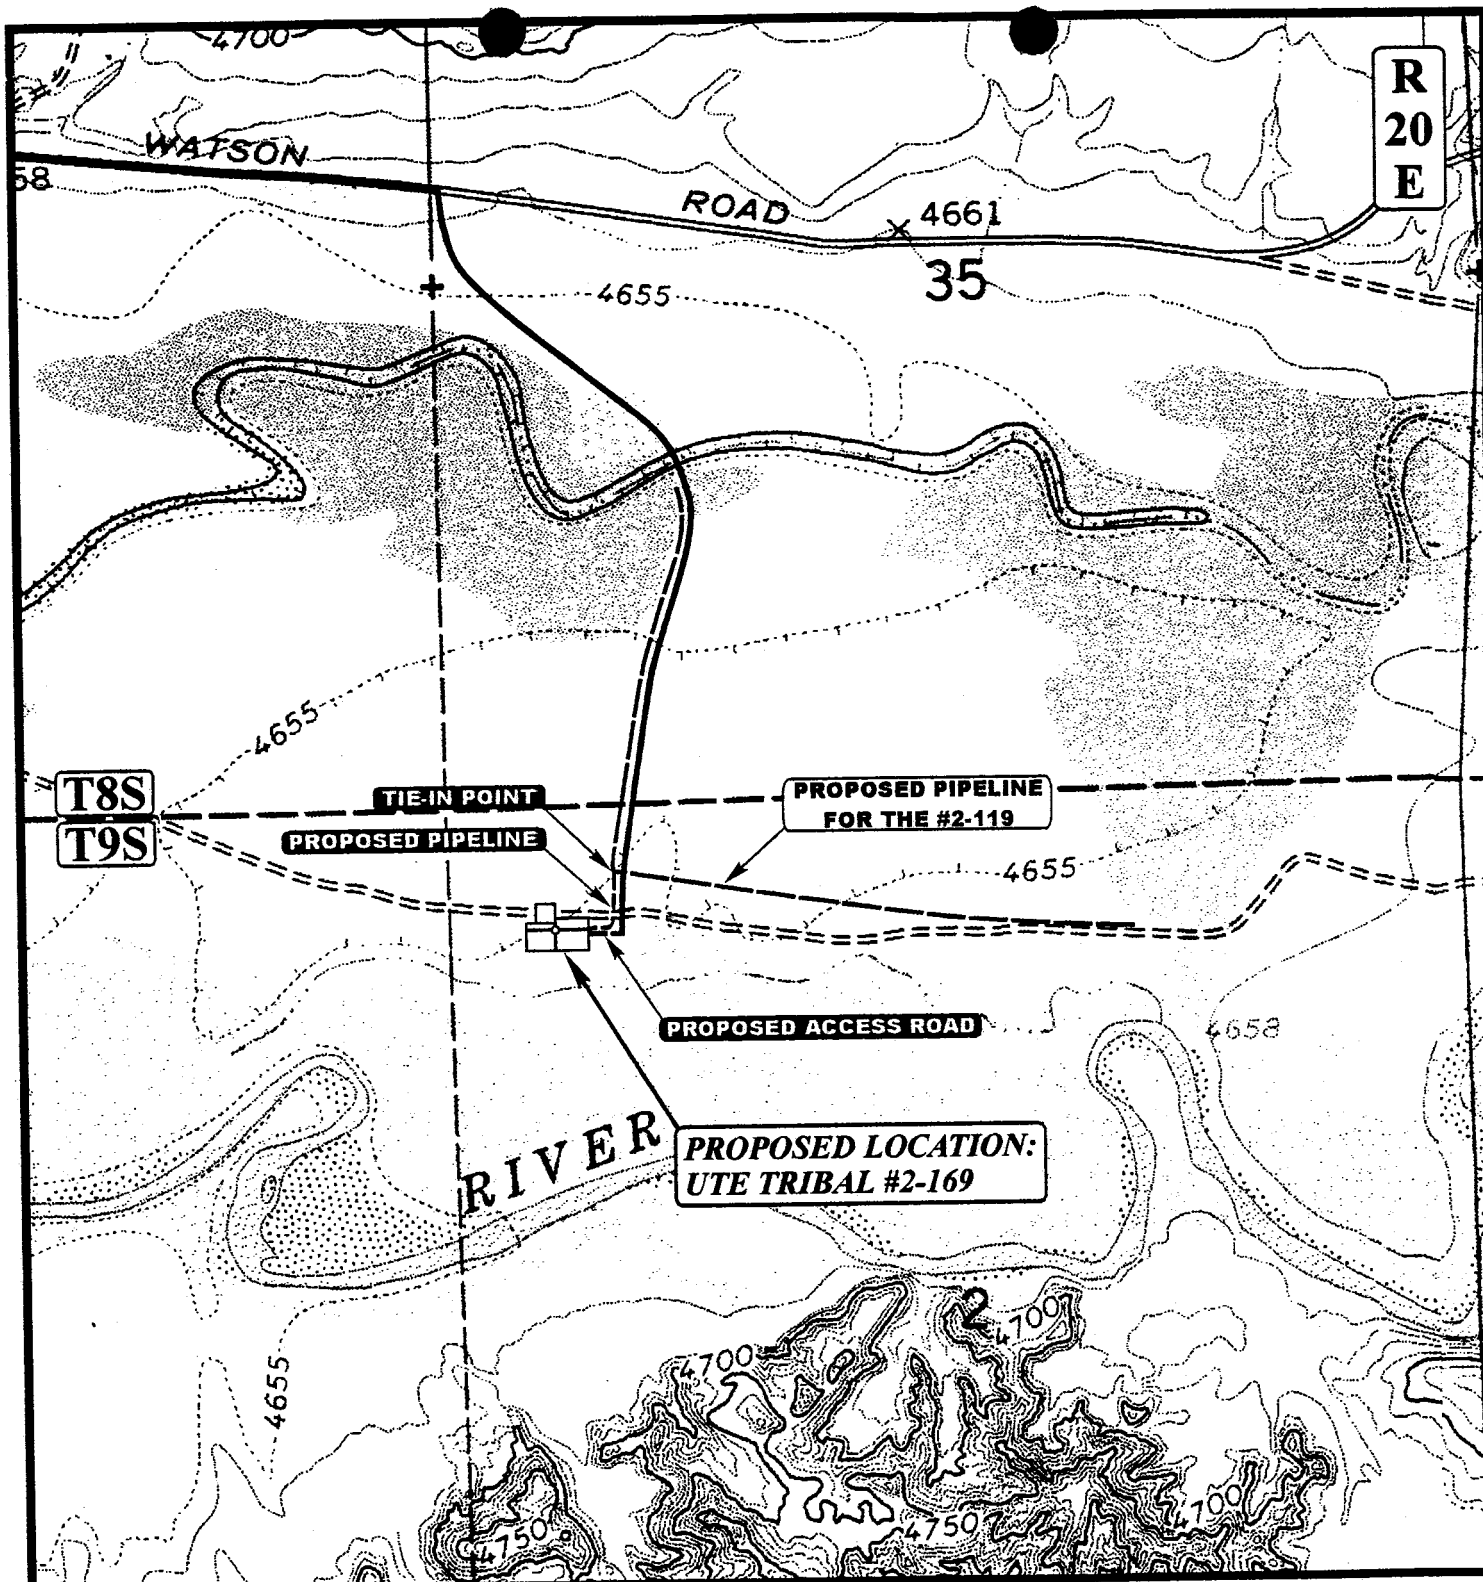 4700
R
20
E
WATSON
58
ROAD
4661
35
4655
4655
T8S
TIE-IN POINT
PROPOSED PIPELINE
FOR THE #2-119
T9S
PROPOSED PIPELINE
4655
PROPOSED ACCESS ROAD
4658
RIVER
PROPOSED LOCATION:
UTE TRIBAL #2-169
2
4700
4700
4655
4700
4750
4750